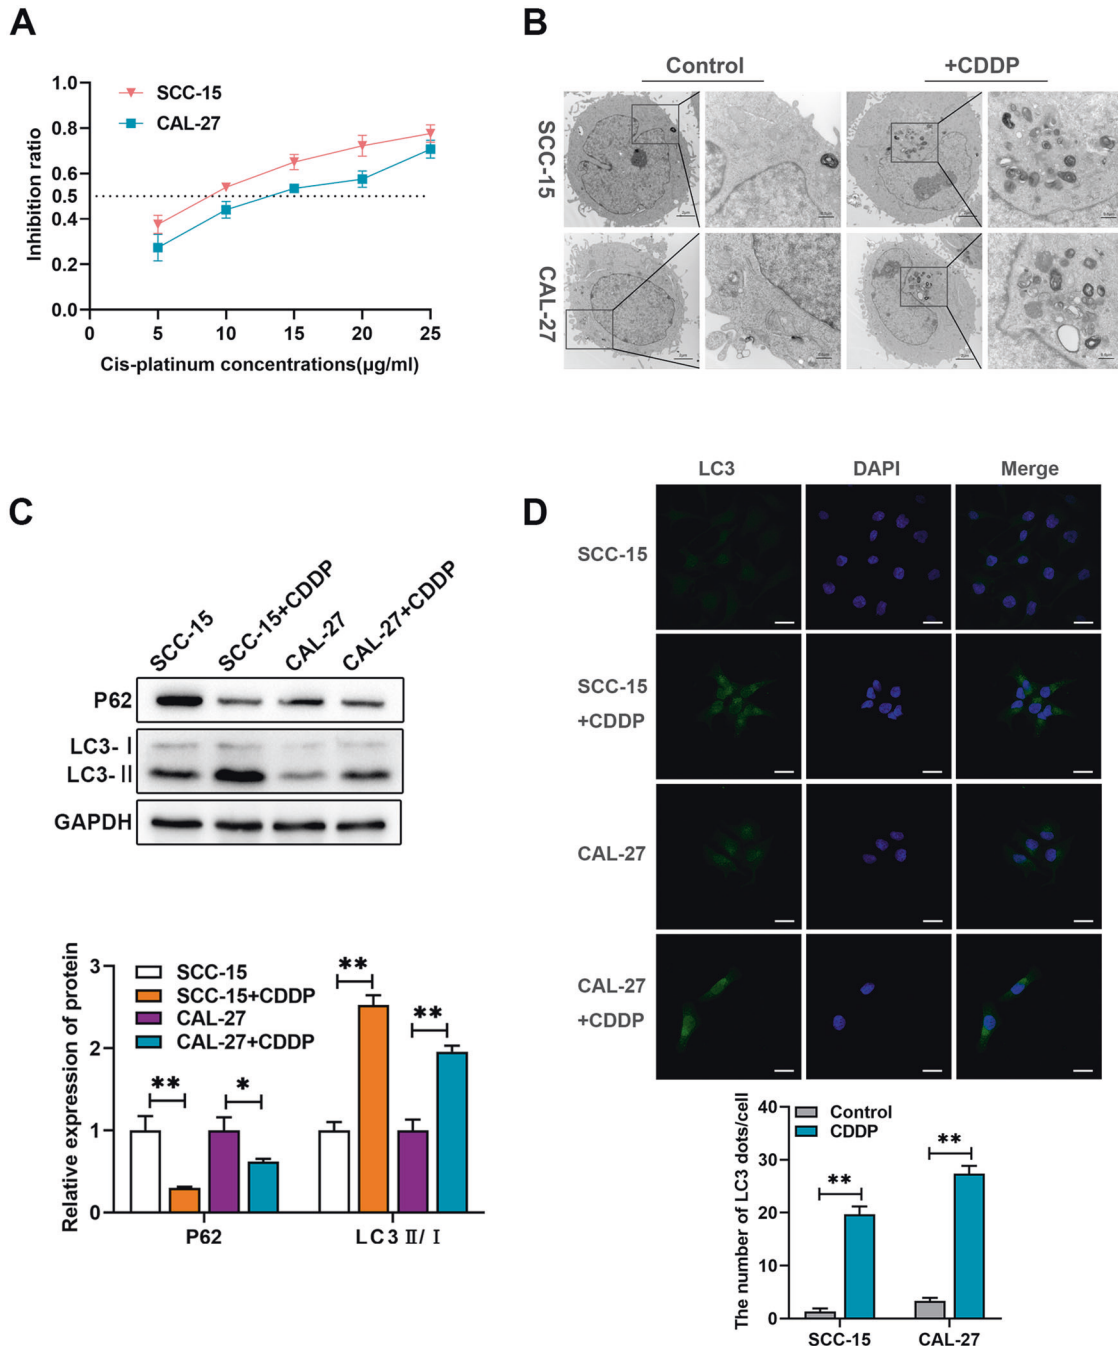 A
1.0
0.8
0.6
0.5
0.4
0.2
0.0
Inhibition ratio
SCC-15
CAL-27
0
5
10
15
20
25
Cis-platinum concentrations(μg/ml)
B
Control
+CDDP
SCC-15
CAL-27
C
SCC-15
SCC-15+CDDP
CAL-27
CAL-27+CDDP
P62
LC3- Ⅰ
LC3- Ⅱ
GAPDH
Relative expression of protein
3
2
1
0
SCC-15
SCC-15+CDDP
CAL-27
CAL-27+CDDP
**
*
**
**
P62
LC3 Ⅱ/ Ⅰ
D
LC3
DAPI
Merge
SCC-15
SCC-15
+CDDP
CAL-27
CAL-27
+CDDP
The number of LC3 dots/cell
40
30
20
10
0
Control
CDDP
**
**
SCC-15
CAL-27